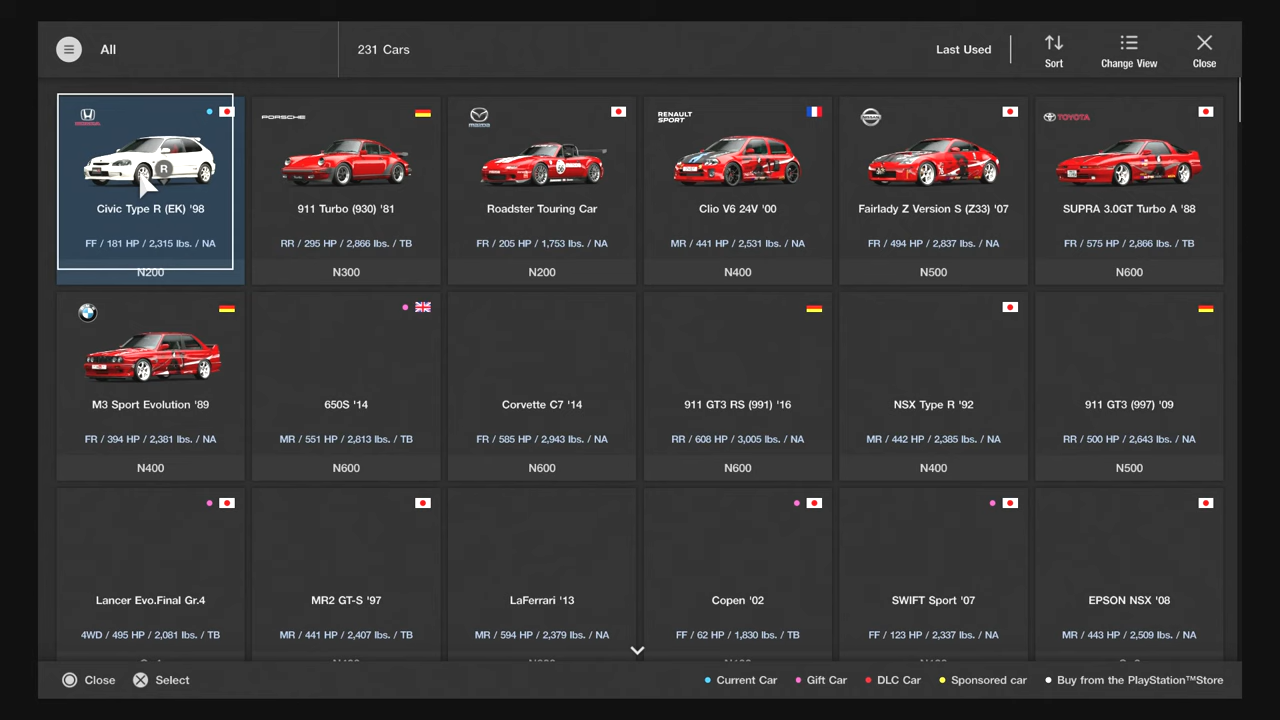 All
231 Cars
Last Used
Sort
Change View
Close
R
Civic Type R (EK) '98
FF / 181 HP / 2,315 lbs. / NA
N200
PORSCHE
911 Turbo (930) '81
RR / 295 HP / 2,866 lbs. / TB
N300
Roadster Touring Car
FR / 205 HP / 1,753 lbs. / NA
N200
RENAULT
SPORT
Clio V6 24V '00
MR / 441 HP / 2,531 lbs. / NA
N400
Fairlady Z Version S (Z33) '07
FR / 494 HP / 2,837 lbs. / NA
N500
TOYOTA
SUPRA 3.0GT Turbo A '88
FR / 575 HP / 2,866 lbs. / TB
N600
M3 Sport Evolution '89
FR / 394 HP / 2,381 lbs. / NA
N400
650S '14
MR / 551 HP / 2,813 lbs. / TB
N600
Corvette C7 '14
FR / 585 HP / 2,943 lbs. / NA
N600
911 GT3 RS (991) '16
RR / 608 HP / 3,005 lbs. / NA
N600
NSX Type R '92
MR / 442 HP / 2,385 lbs. / NA
N400
911 GT3 (997) '09
RR / 500 HP / 2,643 lbs. / NA
N500
Lancer Evo.Final Gr.4
4WD / 495 HP / 2,081 lbs. / TB
MR2 GT-S '97
MR / 441 HP / 2,407 lbs. / TB
LaFerrari '13
MR / 594 HP / 2,379 lbs. / NA
Copen '02
FF / 62 HP / 1,830 lbs. / TB
SWIFT Sport '07
FF / 123 HP / 2,337 lbs. / NA
EPSON NSX '08
MR / 443 HP / 2,509 lbs. / NA
Close
Select
Current Car
Gift Car
DLC Car
Sponsored car
Buy from the PlayStation™Store